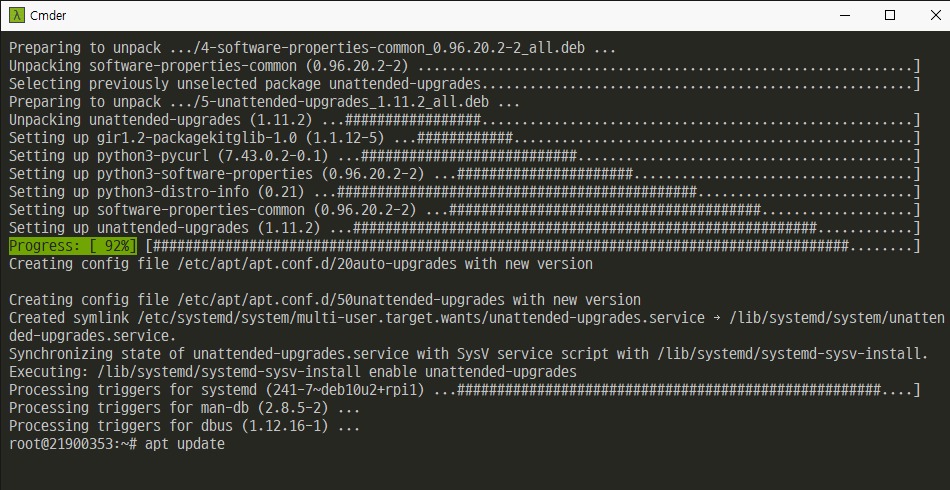 λ Cmder
Preparing to unpack .../4-software-properties-common_0.96.20.2-2_all.deb ...
Unpacking software-properties-common (0.96.20.2-2) ..............................................................]
Selecting previously unselected package unattended-upgrades......................................................]
Preparing to unpack .../5-unattended-upgrades_1.11.2_all.deb ...
Unpacking unattended-upgrades (1.11.2) ...#################......................................................]
Setting up gir1.2-packagekitglib-1.0 (1.1.12-5) ...############..................................................]
Setting up python3-pycurl (7.43.0.2-0.1) ...###########################..........................................]
Setting up python3-software-properties (0.96.20.2-2) ...######################...................................]
Setting up python3-distro-info (0.21) ...#############################################...........................]
Setting up software-properties-common (0.96.20.2-2) ...#######################################...................]
Setting up unattended-upgrades (1.11.2) ...##########################################################............]
Progress: [ 92%] [#######################################################################################........]
Creating config file /etc/apt/apt.conf.d/20auto-upgrades with new version
Creating config file /etc/apt/apt.conf.d/50unattended-upgrades with new version
Created symlink /etc/systemd/system/multi-user.target.wants/unattended-upgrades.service → /lib/systemd/system/unatten
ded-upgrades.service.
Synchronizing state of unattended-upgrades.service with SysV service script with /lib/systemd/systemd-sysv-install.
Executing: /lib/systemd/systemd-sysv-install enable unattended-upgrades
Processing triggers for systemd (241-7~deb10u2+rpi1) ...#####################################################....]
Processing triggers for man-db (2.8.5-2) ...
Processing triggers for dbus (1.12.16-1) ...
root@21900353:~# apt update